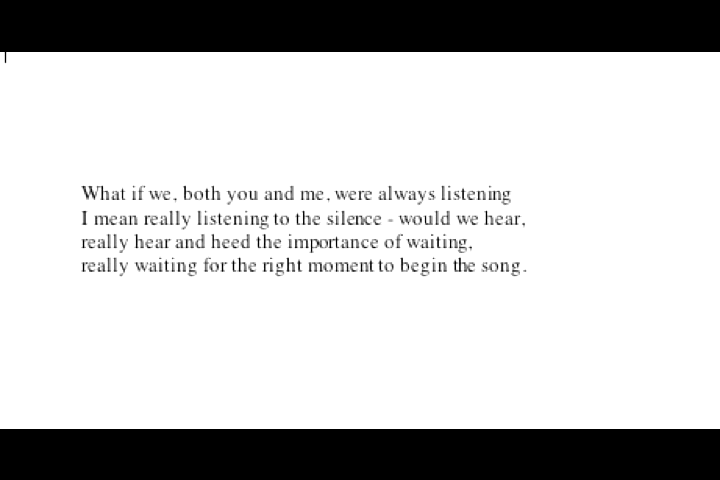 What if we, both you and me, were always listening
I mean really listening to the silence - would we hear,
really hear and heed the importance of waiting,
really waiting for the right moment to begin the song.